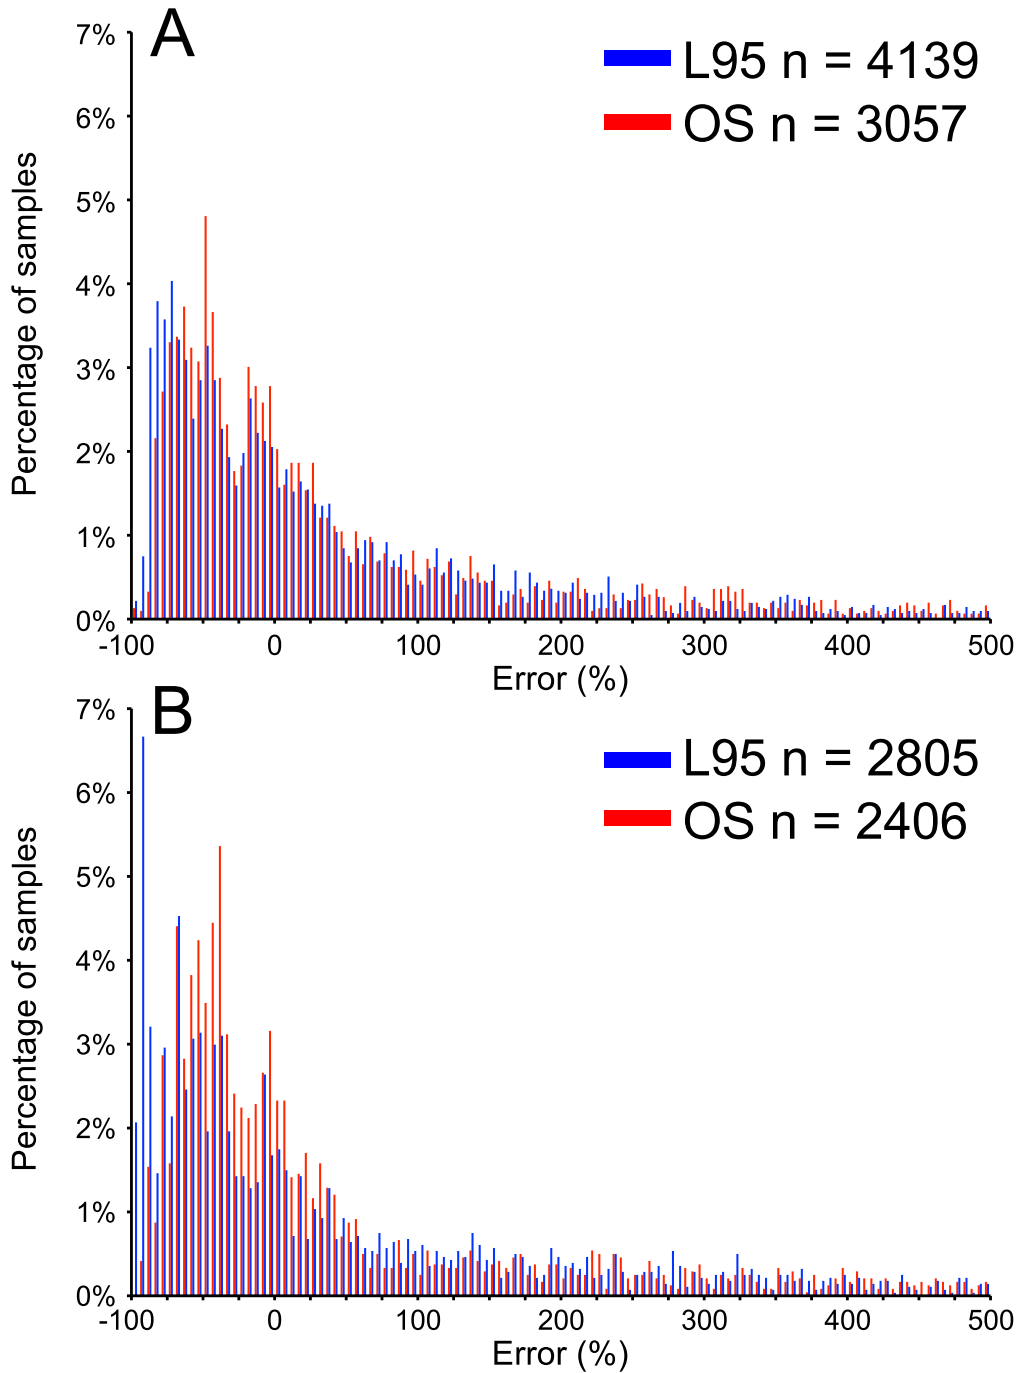 A
7%
6%
5%
4%
3%
2%
1%
0%
Percentage of samples
L95 n = 4139
OS n = 3057
-100 0 100 200 300 400 500
Error (%)
B
7%
6%
5%
4%
3%
2%
1%
0%
Percentage of samples
L95 n = 2805
OS n = 2406
-100 0 100 200 300 400 500
Error (%)